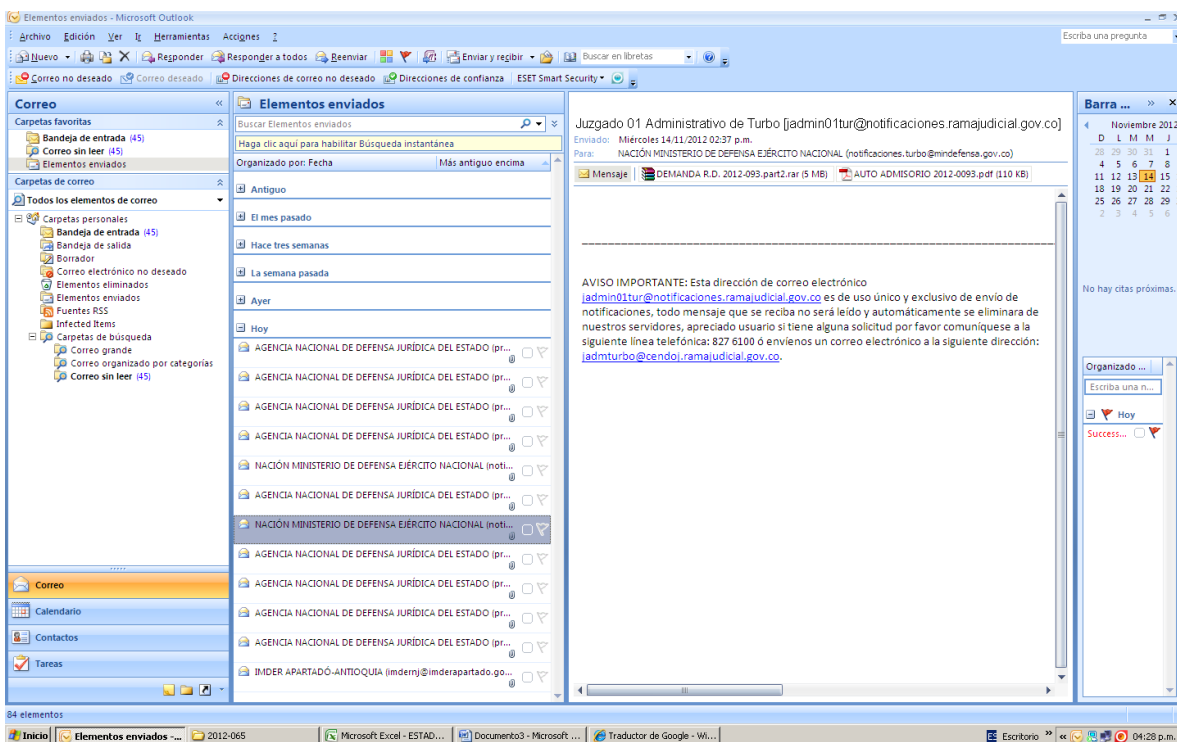 Elementos enviados - Microsoft Outlook
Archivo Edición Ver Ir Herramientas Acciones ?
Escriba una pregunta
Nuevo Responder Responder a todos Reenviar Enviar y recibir Buscar en libretas
Correo no deseado Correo deseado Direcciones de correo no deseado Direcciones de confianza ESET Smart Security
Correo
Carpetas favoritas
Bandeja de entrada (45)
Correo sin leer (45)
Elementos enviados
Carpetas de correo
Todos los elementos de correo
Carpetas personales
Bandeja de entrada (45)
Bandeja de salida
Borrador
Correo electrónico no deseado
Elementos eliminados
Elementos enviados
Fuentes RSS
Infected Items
Carpetas de búsqueda
Correo grande
Correo organizado por categorías
Correo sin leer (45)
Correo
Calendario
Contactos
Tareas
Elementos enviados
Buscar Elementos enviados
Haga clic aquí para habilitar Búsqueda instantánea
Organizado por: Fecha Más antiguo encima
Antiguo
El mes pasado
Hace tres semanas
La semana pasada
Ayer
Hoy
AGENCIA NACIONAL DE DEFENSA JURÍDICA DEL ESTADO (pr...
AGENCIA NACIONAL DE DEFENSA JURÍDICA DEL ESTADO (pr...
AGENCIA NACIONAL DE DEFENSA JURÍDICA DEL ESTADO (pr...
AGENCIA NACIONAL DE DEFENSA JURÍDICA DEL ESTADO (pr...
NACIÓN MINISTERIO DE DEFENSA EJÉRCITO NACIONAL (noti...
AGENCIA NACIONAL DE DEFENSA JURÍDICA DEL ESTADO (pr...
NACIÓN MINISTERIO DE DEFENSA EJÉRCITO NACIONAL (noti...
AGENCIA NACIONAL DE DEFENSA JURÍDICA DEL ESTADO (pr...
AGENCIA NACIONAL DE DEFENSA JURÍDICA DEL ESTADO (pr...
AGENCIA NACIONAL DE DEFENSA JURÍDICA DEL ESTADO (pr...
AGENCIA NACIONAL DE DEFENSA JURÍDICA DEL ESTADO (pr...
IMDER APARTADÓ-ANTIOQUIA (imdernj@imderapartado.go...
Juzgado 01 Administrativo de Turbo [jadmin01tur@notificaciones.ramajudicial.gov.co]
Enviado: Miércoles 14/11/2012 02:37 p.m.
Para: NACIÓN MINISTERIO DE DEFENSA EJÉRCITO NACIONAL (notificaciones.turbo@mindefensa.gov.co)
Mensaje DEMANDA R.D. 2012-093.part2.rar (5 MB) AUTO ADMISORIO 2012-0093.pdf (110 KB)
AVISO IMPORTANTE: Esta dirección de correo electrónico
jadmin01tur@notificaciones.ramajudicial.gov.co es de uso único y exclusivo de envío de
notificaciones, todo mensaje que se reciba no será leído y automáticamente se eliminara de
nuestros servidores, apreciado usuario si tiene alguna solicitud por favor comuníquese a la
siguiente línea telefónica: 827 6100 ó envíenos un correo electrónico a la siguiente dirección:
jadmturbo@cendoj.ramajudicial.gov.co.
Barra ...
Noviembre 2012
D L M M J
28 29 30 31 1
4 5 6 7 8
11 12 13 14 15
18 19 20 21 22
25 26 27 28 29
2 3 4 5 6
No hay citas próximas.
Organizado ...
Escriba una n...
Hoy
Success...
84 elementos
Inicio Elementos enviados -... 2012-065 Microsoft Excel - ESTAD... Documento3 - Microsoft ... Traductor de Google - Wi... Escritorio 04:28 p.m.